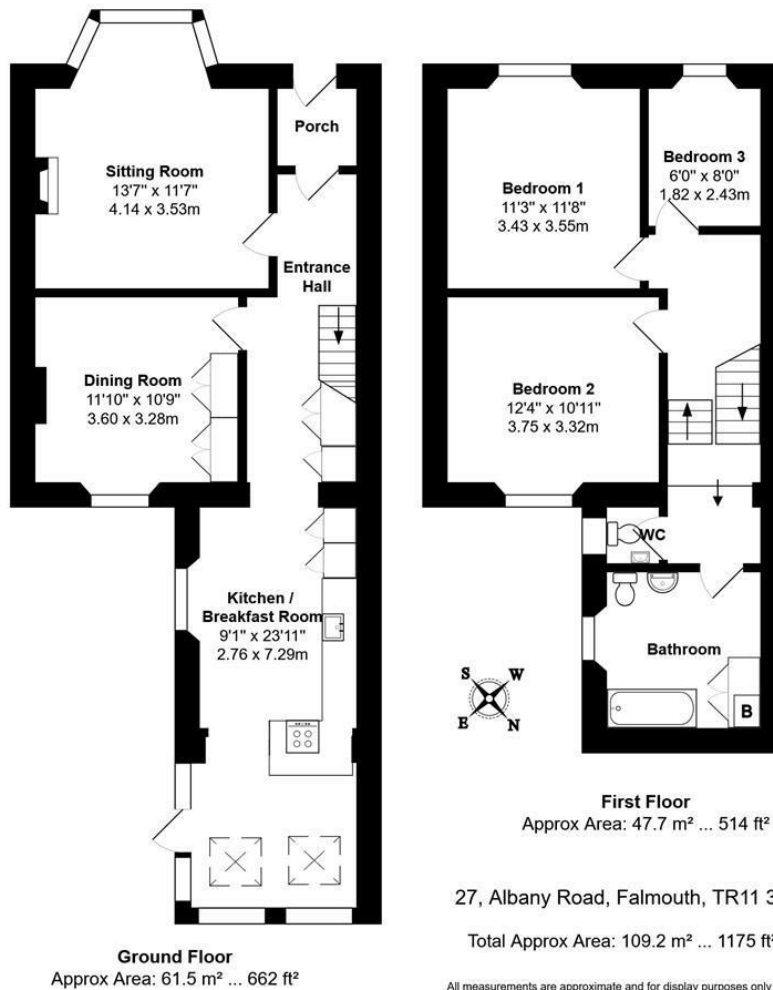 Porch
Sitting Room
13'7" x 11'7"
4.14 x 3.53m
Entrance
Hall
Dining Room
11'10" x 10'9"
3.60 x 3.28m
Kitchen /
Breakfast Room
9'1" x 23'11"
2.76 x 7.29m
Ground Floor
Approx Area: 61.5 m² ... 662 ft²
Bedroom 3
6'0" x 8'0"
1.82 x 2.43m
Bedroom 1
11'3" x 11'8"
3.43 x 3.55m
Bedroom 2
12'4" x 10'11"
3.75 x 3.32m
WC
Bathroom
B
S W
E N
First Floor
Approx Area: 47.7 m² ... 514 ft²
27, Albany Road, Falmouth, TR11 3
Total Approx Area: 109.2 m² ... 1175 ft²
All measurements are approximate and for display purposes only